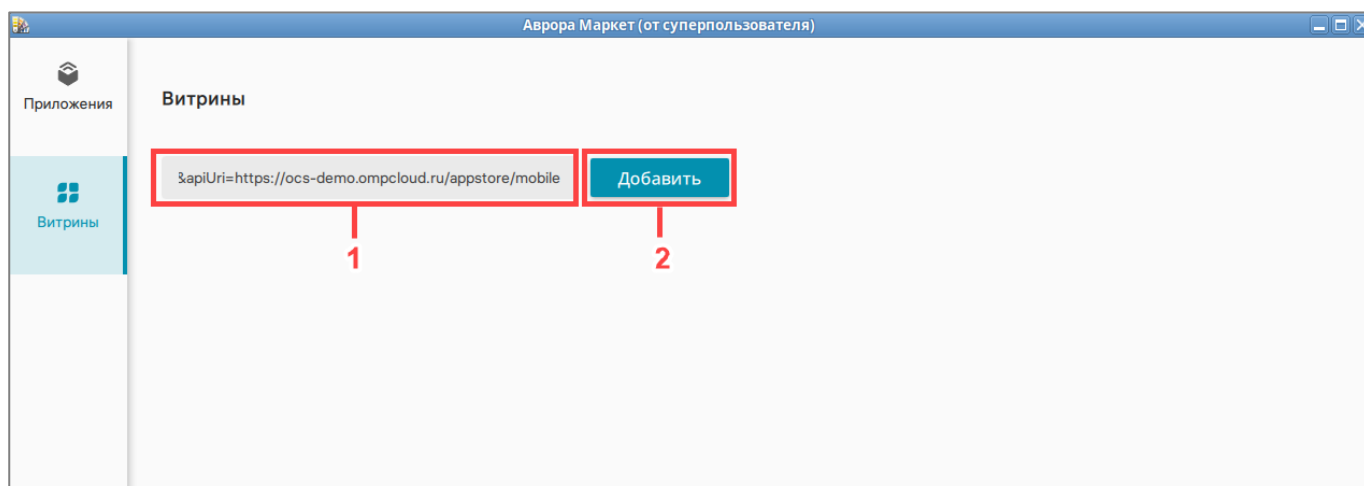 Аврора Маркет (от суперпользователя)
Приложения
Витрины
&apiUri=https://ocs-demo.ompcloud.ru/appstore/mobile
Добавить
Витрины
1
2